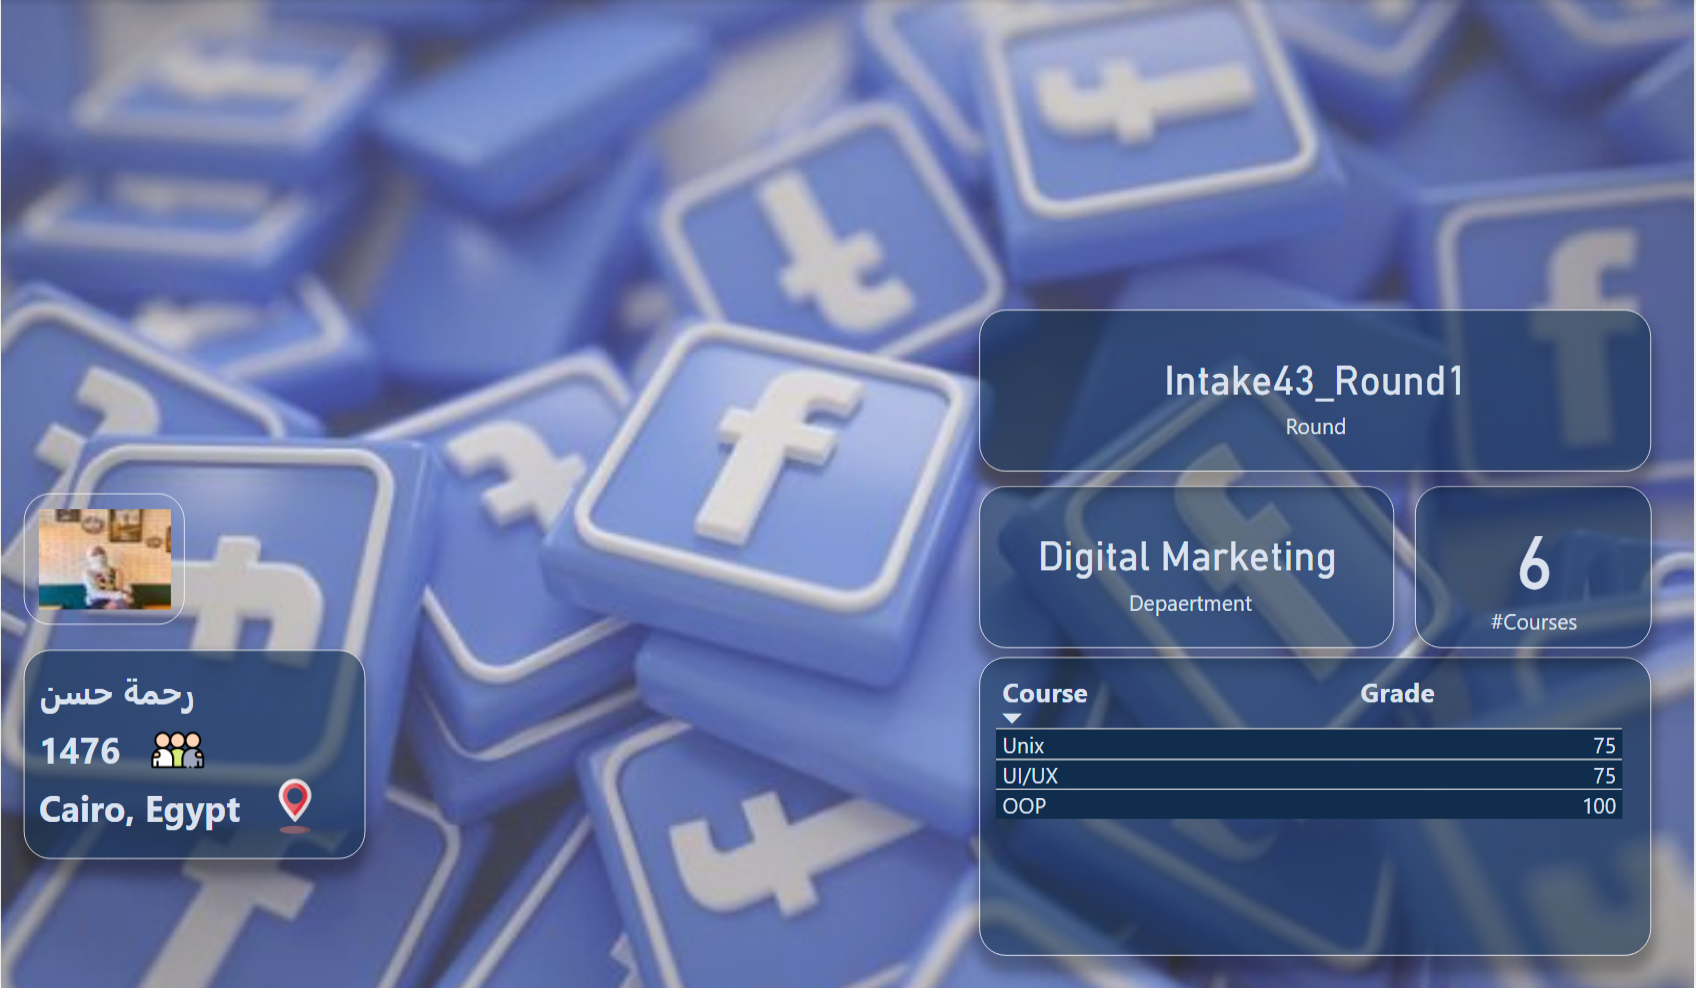 رحمة حسن
1476
Cairo, Egypt
Intake43_Round1
Round
Digital Marketing
Depaertment
6
#Courses
Course Grade
Unix 75
UI/UX 75
OOP 100